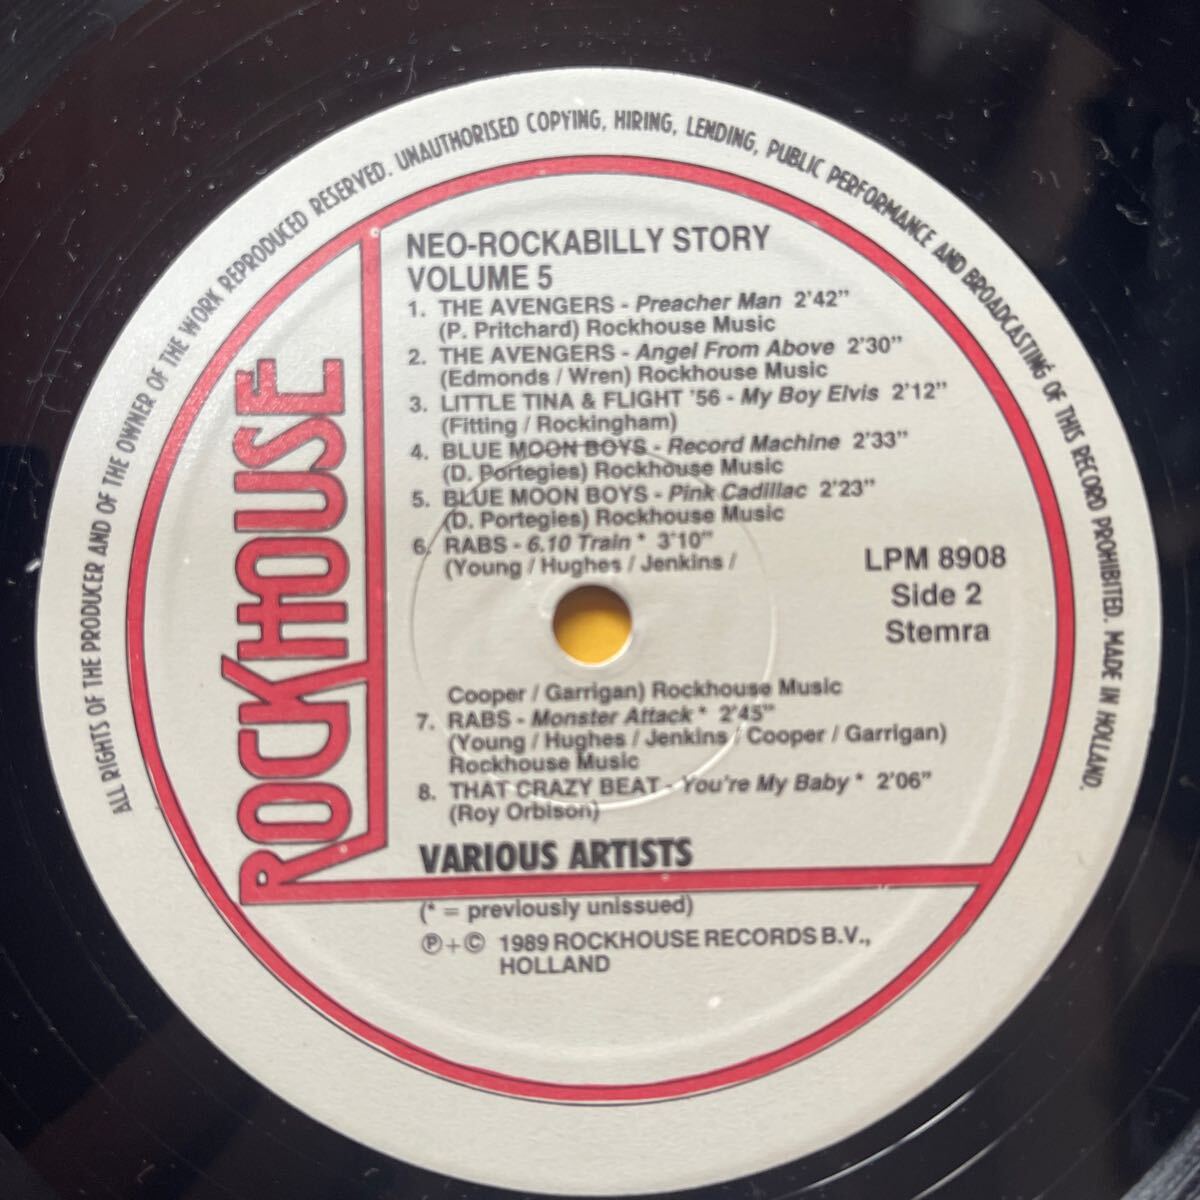 ALL RIGHTS OF THE PRODUCER AND OF THE OWNER OF THE WORK REPRODUCED RESERVED. UNAUTHORISED COPYING, HIRING, LENDING, PUBLIC PERFORMANCE AND BROADCASTING OF THIS RECORD PROHIBITED. MADE IN HOLLAND.
ROCKHOUSE
NEO-ROCKABILLY STORY
VOLUME 5
1. THE AVENGERS - Preacher Man 2'42"
(P. Pritchard) Rockhouse Music
2. THE AVENGERS - Angel From Above 2'30"
(Edmonds / Wren) Rockhouse Music
3. LITTLE TINA & FLIGHT '56 - My Boy Elvis 2'12"
(Fitting / Rockingham)
4. BLUE MOON BOYS - Record Machine 2'33"
(D. Portegies) Rockhouse Music
5. BLUE MOON BOYS - Pink Cadillac 2'23"
(D. Portegies) Rockhouse Music
6. RABS - 6.10 Train * 3'10"
(Young / Hughes / Jenkins /
LPM 8908
Side 2
Stemra
Cooper / Garrigan) Rockhouse Music
7. RABS - Monster Attack * 2'45"
(Young / Hughes / Jenkins / Cooper / Garrigan)
Rockhouse Music
8. THAT CRAZY BEAT - You're My Baby * 2'06"
(Roy Orbison)
VARIOUS ARTISTS
(* = previously unissued)
℗+© 1989 ROCKHOUSE RECORDS B.V.,
HOLLAND